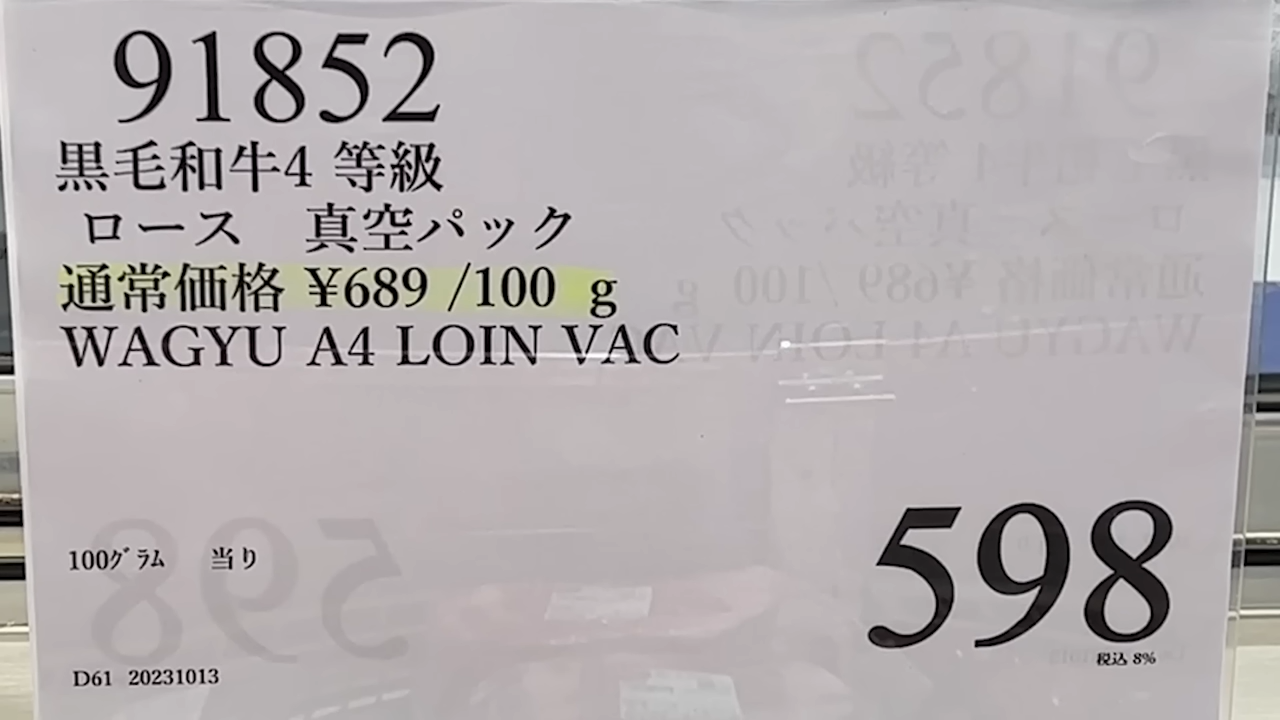 91852
黒毛和牛4 等級
ロース 真空パック
通常価格 ¥689 /100 g
WAGYU A4 LOIN VAC
598
100グラム 当り
税込 8%
D61 20231013